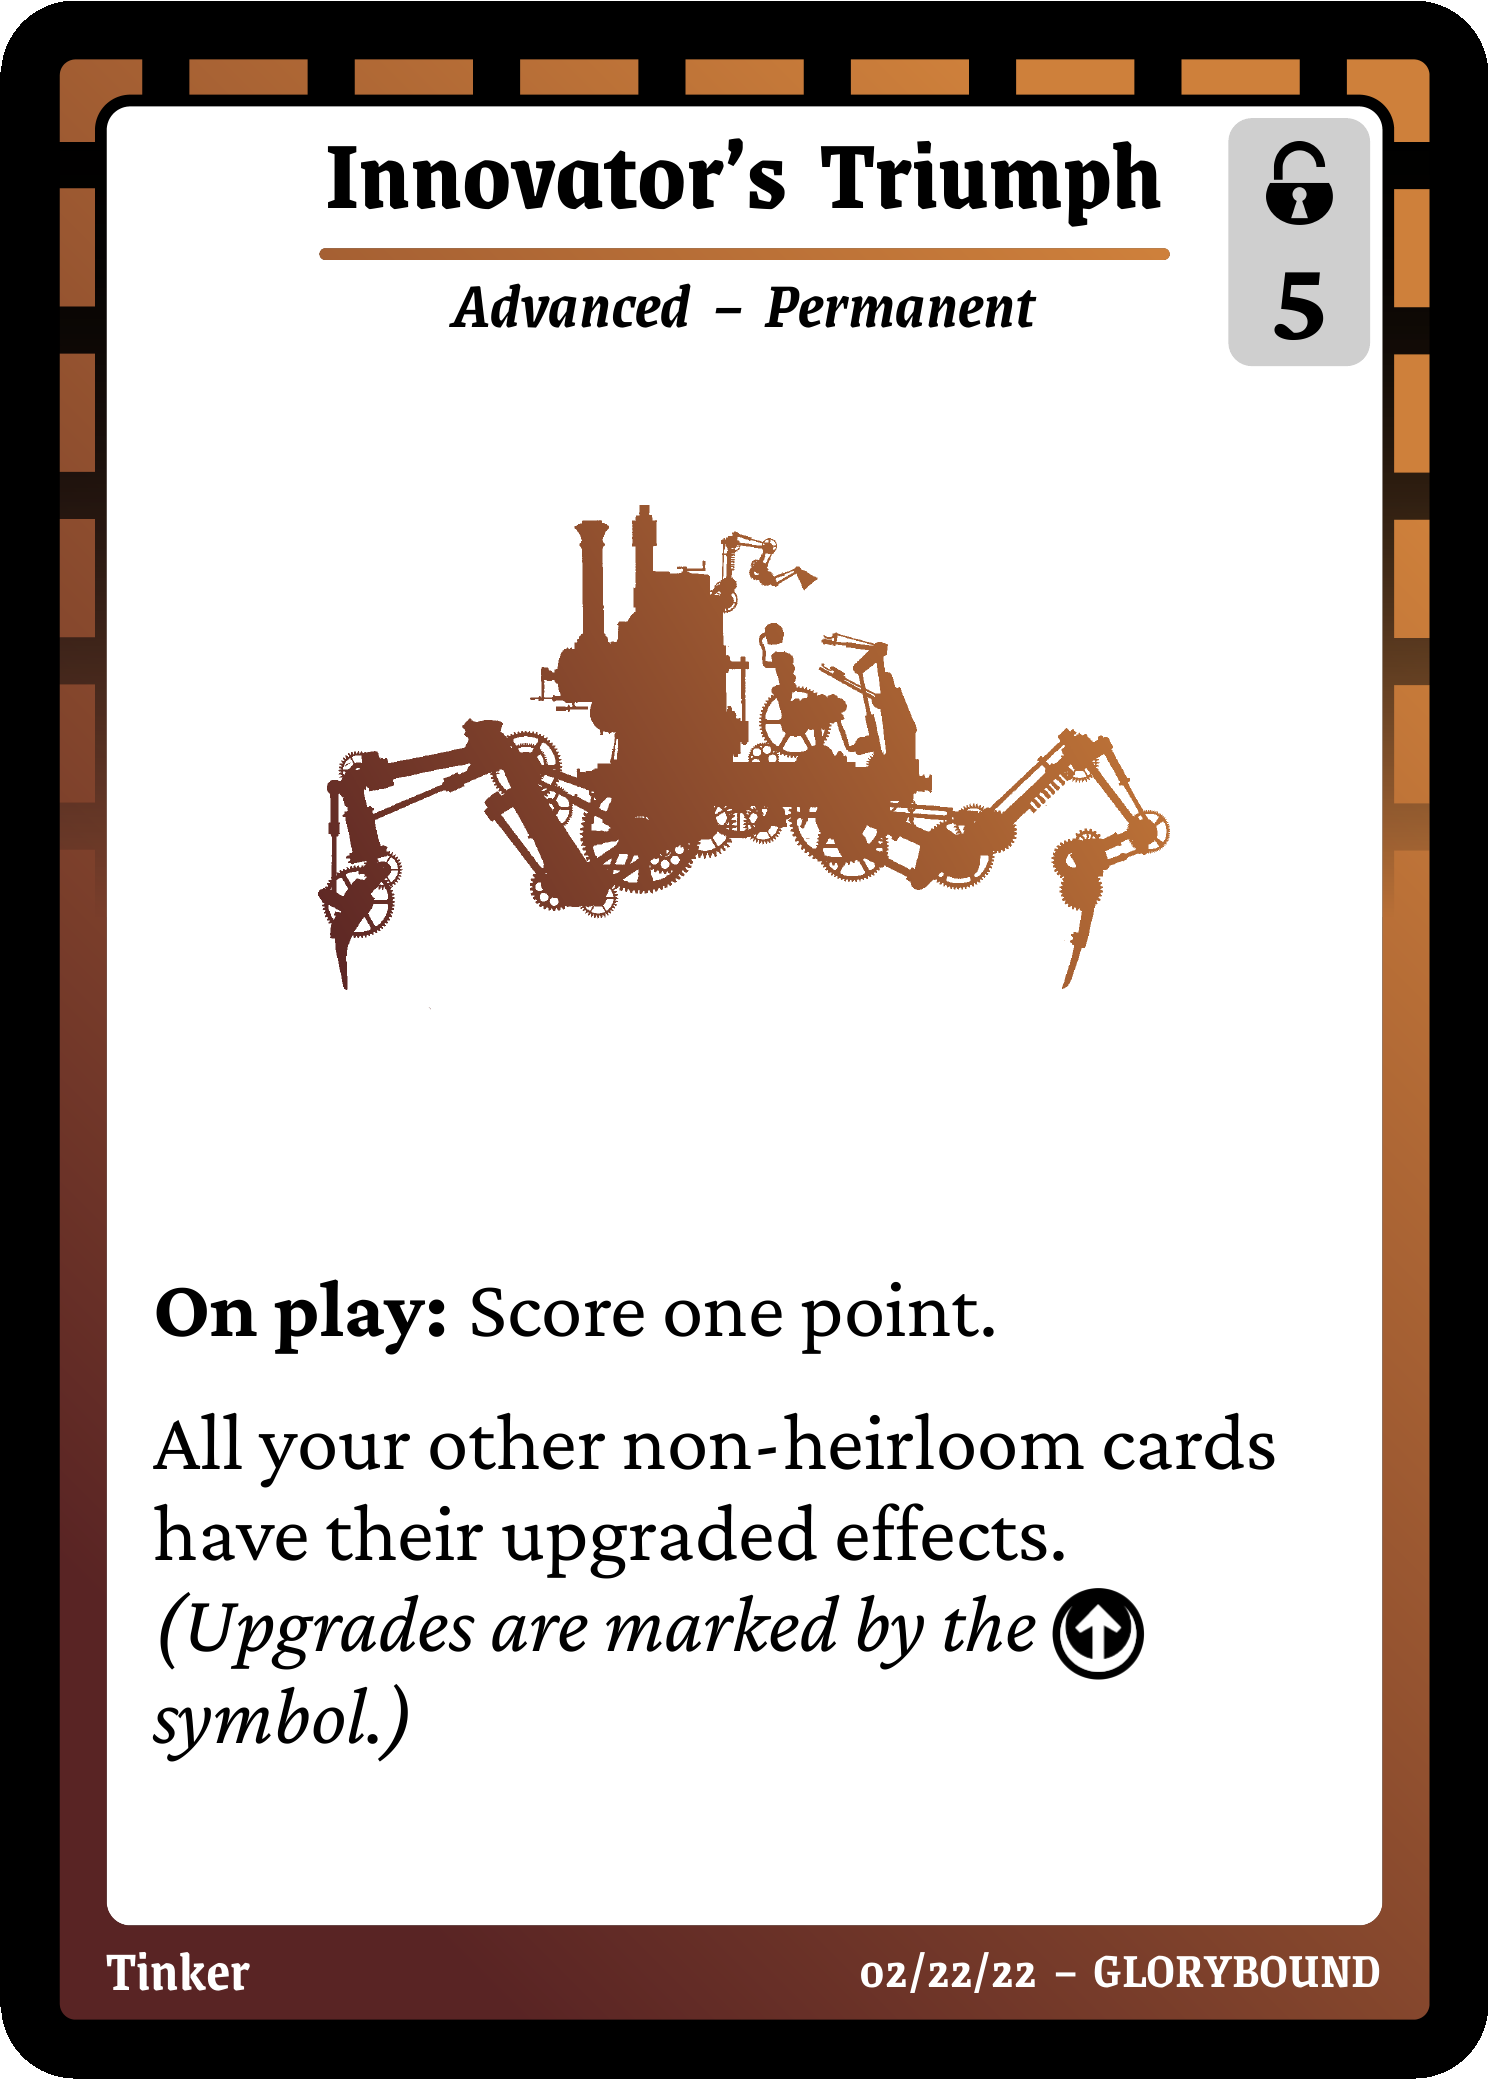 Innovator’s Triumph
5
Advanced – Permanent
On play: Score one point.
All your other non-heirloom cards
have their upgraded effects.
(Upgrades are marked by the
symbol.)
Tinker
02/22/22 – GLORYBOUND